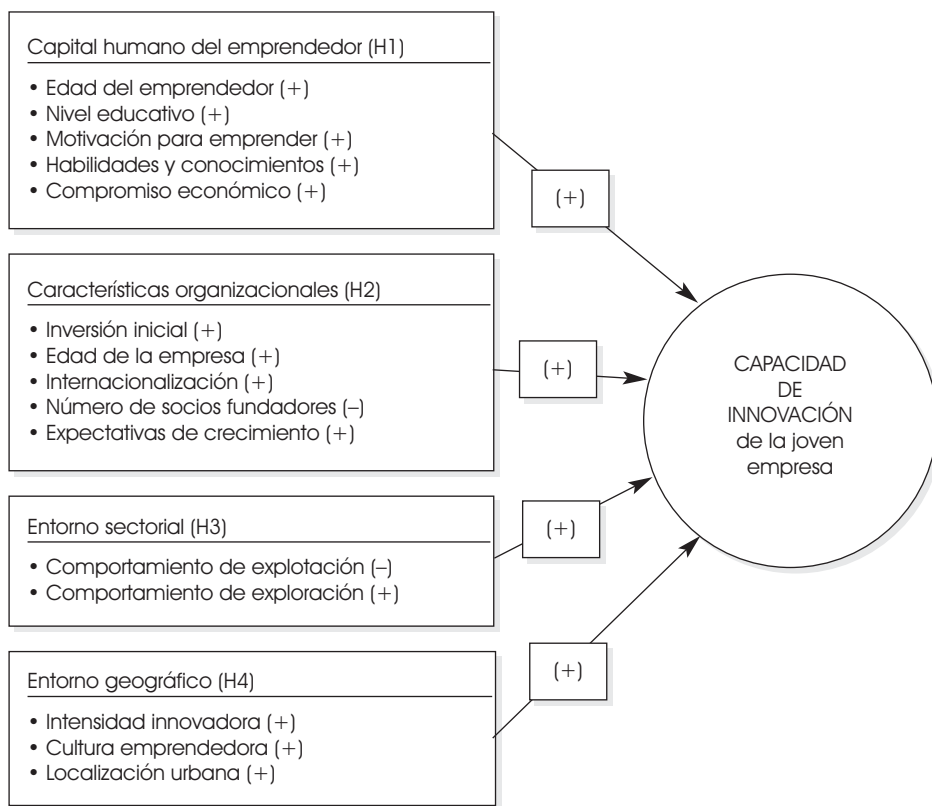 Capital humano del emprendedor (H1)
• Edad del emprendedor (+)
• Nivel educativo (+)
• Motivación para emprender (+)
• Habilidades y conocimientos (+)
• Compromiso económico (+)
(+)
Características organizacionales (H2)
• Inversión inicial (+)
• Edad de la empresa (+)
• Internacionalización (+)
• Número de socios fundadores (–)
• Expectativas de crecimiento (+)
(+)
CAPACIDAD
DE
INNOVACIÓN
de la joven
empresa
Entorno sectorial (H3)
• Comportamiento de explotación (–)
• Comportamiento de exploración (+)
(+)
Entorno geográfico (H4)
• Intensidad innovadora (+)
• Cultura emprendedora (+)
• Localización urbana (+)
(+)